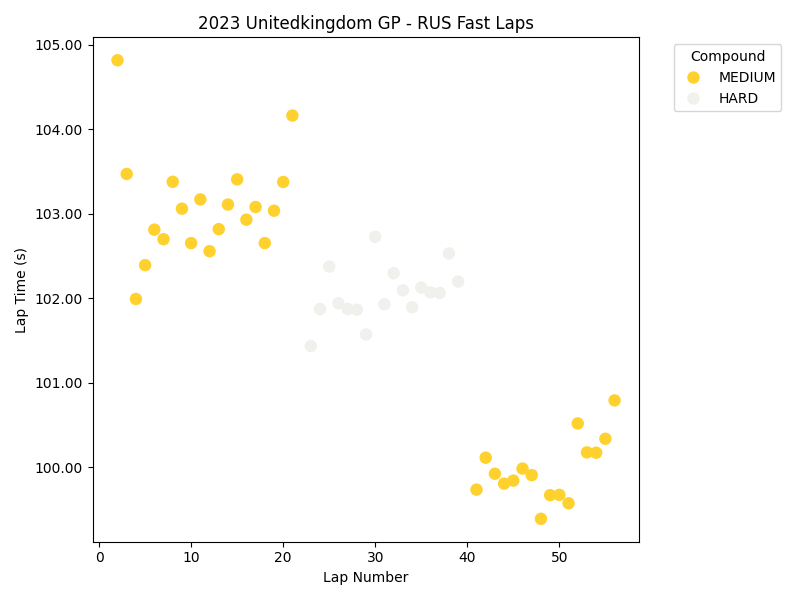 2023 Unitedkingdom GP - RUS Fast Laps
Compound
MEDIUM
HARD
105.00
104.00
103.00
102.00
101.00
100.00
Lap Time (s)
0 10 20 30 40 50
Lap Number